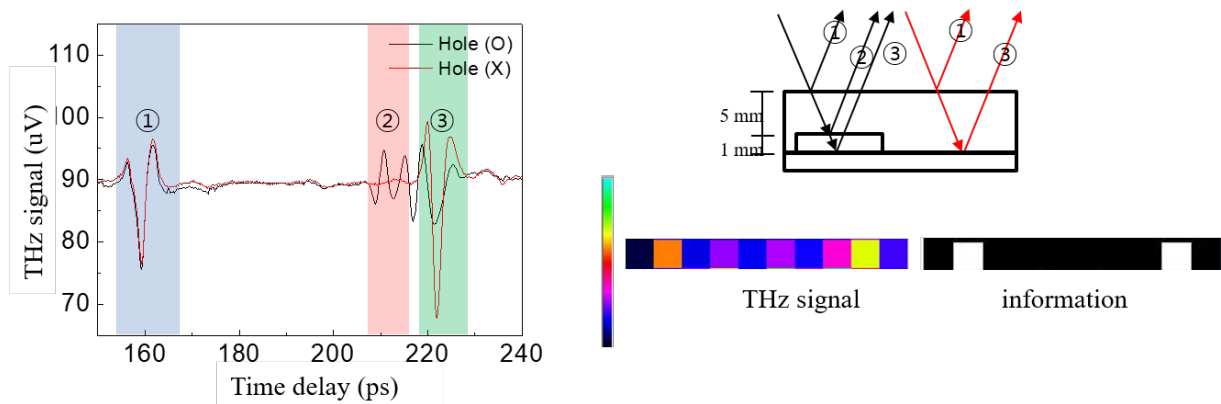 THz signal (uV)
110
100
90
80
70
Hole (O)
Hole (X)
①
②
③
160
180
200
220
240
Time delay (ps)
①
②
③
①
③
5 mm
1 mm
THz signal
information